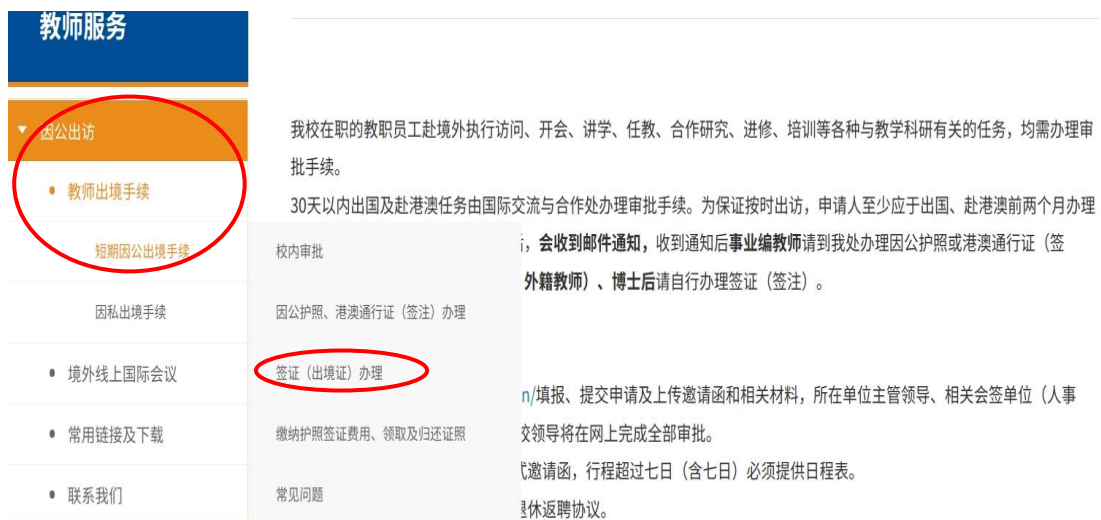 教师服务
因公出访
教师出境手续
短期因公出境手续
因私出境手续
境外线上国际会议
常用链接及下载
联系我们
校内审批
因公护照、港澳通行证（签注）办理
签证（出境证）办理
缴纳护照签证费用、领取及归还证照
常见问题
我校在职的教职员工赴境外执行访问、开会、讲学、任教、合作研究、进修、培训等各种与教学科研有关的任务，均需办理审
批手续。
30天以内出国及赴港澳任务由国际交流与合作处办理审批手续。为保证按时出访，申请人至少应于出国、赴港澳前两个月办理
，会收到邮件通知，收到通知后事业编教师请到我处办理因公护照或港澳通行证（签
外籍教师）、博士后请自行办理签证（签注）。
n/填报、提交申请及上传邀请函和相关材料，所在单位主管领导、相关会签单位（人事
校领导将在网上完成全部审批。
邀请函，行程超过七日（含七日）必须提供日程表。
退休返聘协议。